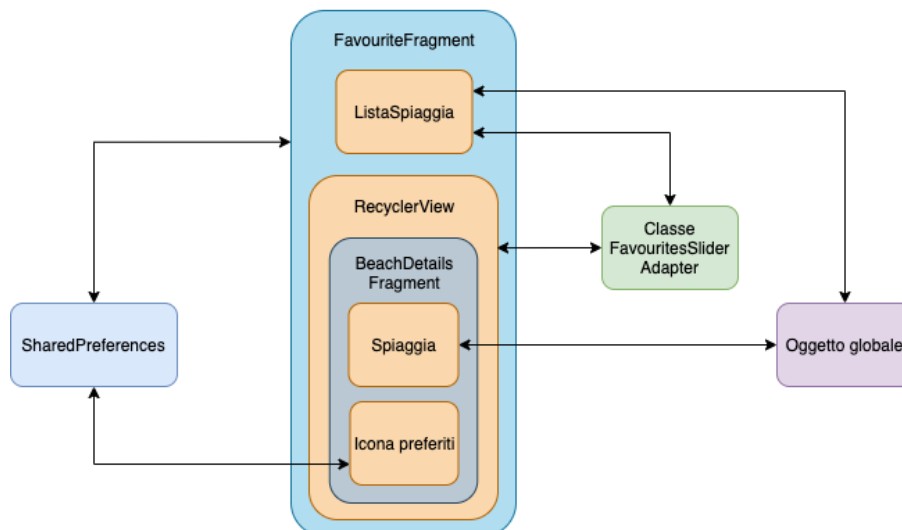 FavouriteFragment
ListaSpiaggia
RecyclerView
Classe
FavouritesSlider
Adapter
BeachDetails
Fragment
SharedPreferences
Spiaggia
Oggetto globale
Icona preferiti